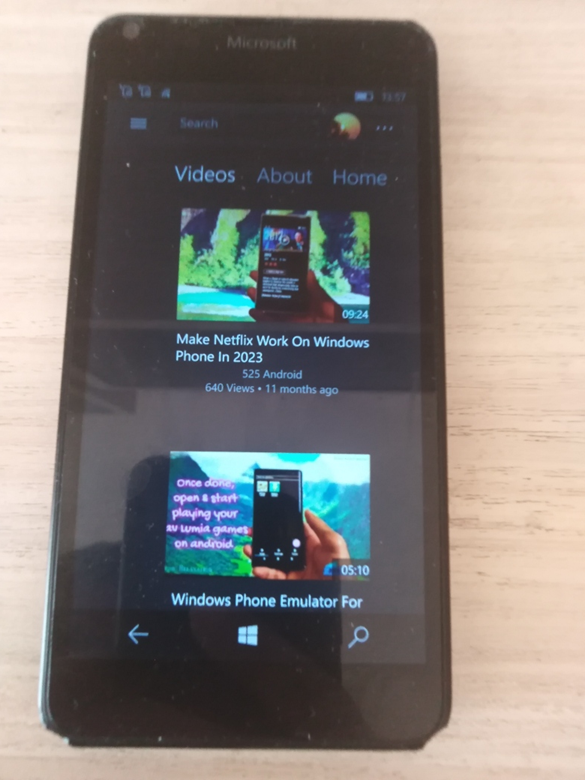 Microsoft
13:57
Search
Videos About Home
09:24
Make Netflix Work On Windows
Phone In 2023
525 Android
640 Views • 11 months ago
Once done,
open & start
playing your
Lumia games
on android
05:10
Windows Phone Emulator For